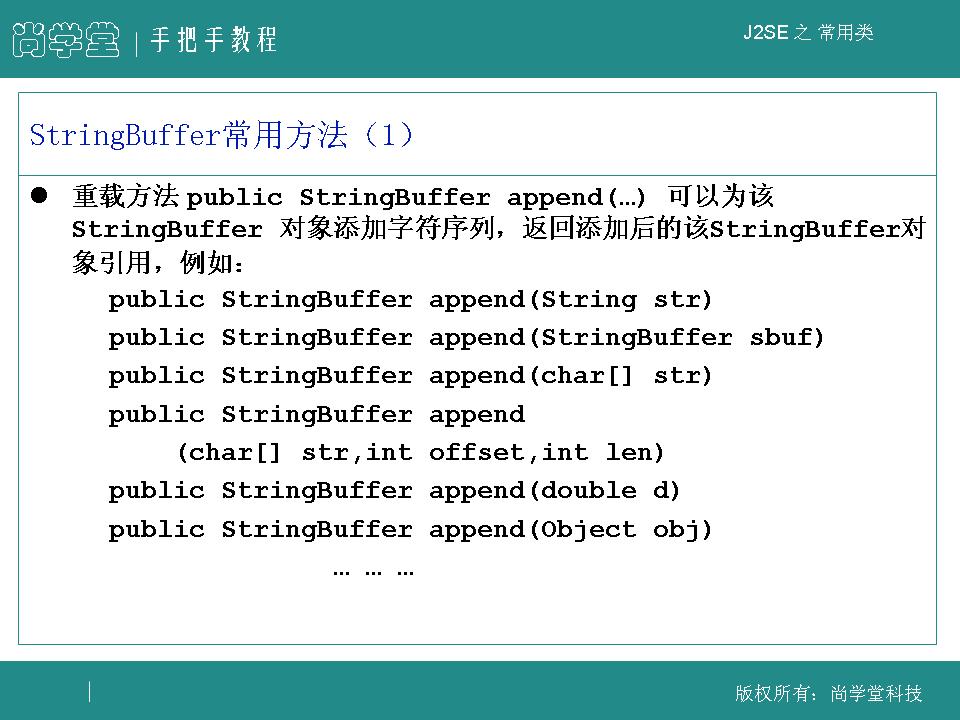 尚学堂 | 手把手教程
J2SE 之 常用类
StringBuffer常用方法（1）
● 重载方法 public StringBuffer append(…) 可以为该
StringBuffer 对象添加字符序列，返回添加后的该StringBuffer对
象引用，例如：
public StringBuffer append(String str)
public StringBuffer append(StringBuffer sbuf)
public StringBuffer append(char[] str)
public StringBuffer append
(char[] str,int offset,int len)
public StringBuffer append(double d)
public StringBuffer append(Object obj)
… … …
版权所有：尚学堂科技